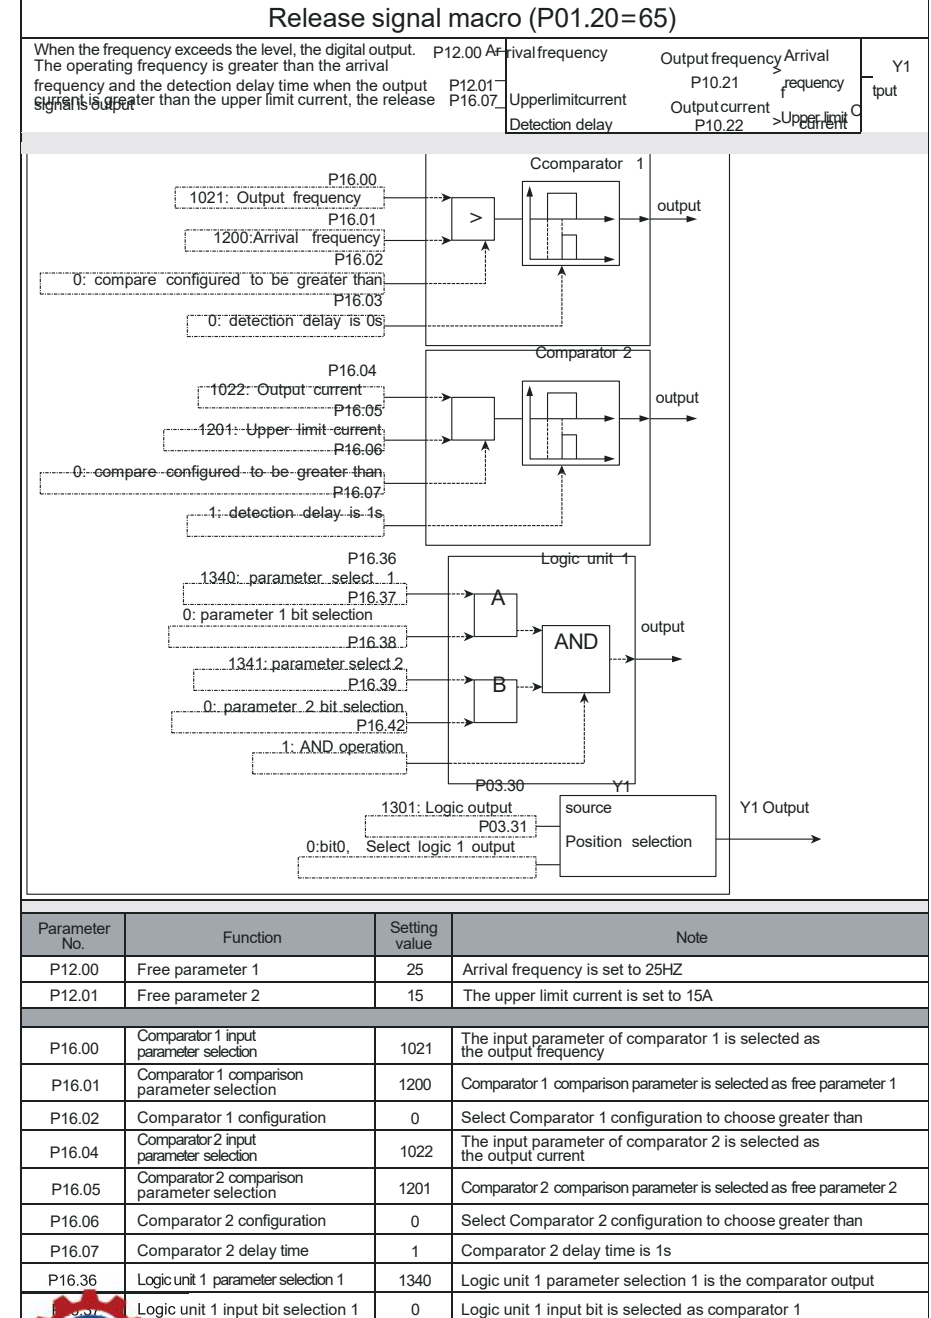 Release signal macro (P01.20=65)
When the frequency exceeds the level, the digital output.
The operating frequency is greater than the arrival
frequency and the detection delay time when the output
current is greater than the upper limit current, the release
signal is output
P12.00 Arrival frequency
P12.01
P16.07 Upper limit current
Detection delay
Output frequency > Arrival
P10.21 frequency
Output current > Upper limit
P10.22 current
Y1
Output
Ccomparator 1
P16.00
1021: Output frequency
P16.01
1200:Arrival frequency
P16.02
0: compare configured to be greater than
P16.03
0: detection delay is 0s
>
output
Comparator 2
P16.04
1022: Output current
P16.05
1201: Upper limit current
P16.06
0: compare configured to be greater than
P16.07
1: detection delay is 1s
output
Logic unit 1
P16.36
1340: parameter select 1
P16.37
0: parameter 1 bit selection
P16.38
1341: parameter select 2
P16.39
0: parameter 2 bit selection
P16.42
1: AND operation
A
B
AND
output
P03.30
Y1
1301: Logic output
P03.31
0:bit0, Select logic 1 output
source
Position selection
Y1 Output
Parameter No. Function Setting value Note
P12.00 Free parameter 1 25 Arrival frequency is set to 25HZ
P12.01 Free parameter 2 15 The upper limit current is set to 15A
P16.00 Comparator 1 input parameter selection 1021 The input parameter of comparator 1 is selected as the output frequency
P16.01 Comparator 1 comparison parameter selection 1200 Comparator 1 comparison parameter is selected as free parameter 1
P16.02 Comparator 1 configuration 0 Select Comparator 1 configuration to choose greater than
P16.04 Comparator 2 input parameter selection 1022 The input parameter of comparator 2 is selected as the output current
P16.05 Comparator 2 comparison parameter selection 1201 Comparator 2 comparison parameter is selected as free parameter 2
P16.06 Comparator 2 configuration 0 Select Comparator 2 configuration to choose greater than
P16.07 Comparator 2 delay time 1 Comparator 2 delay time is 1s
P16.36 Logic unit 1 parameter selection 1 1340 Logic unit 1 parameter selection 1 is the comparator output
Logic unit 1 input bit selection 1 0 Logic unit 1 input bit is selected as comparator 1